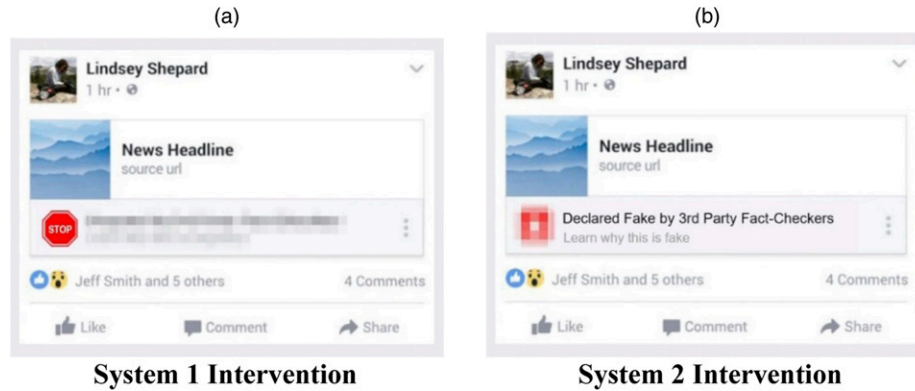 (a)
Lindsey Shepard
1 hr •
News Headline
source url
STOP
Jeff Smith and 5 others 4 Comments
Like Comment Share
System 1 Intervention
(b)
Lindsey Shepard
1 hr •
News Headline
source url
Declared Fake by 3rd Party Fact-Checkers
Learn why this is fake
Jeff Smith and 5 others 4 Comments
Like Comment Share
System 2 Intervention